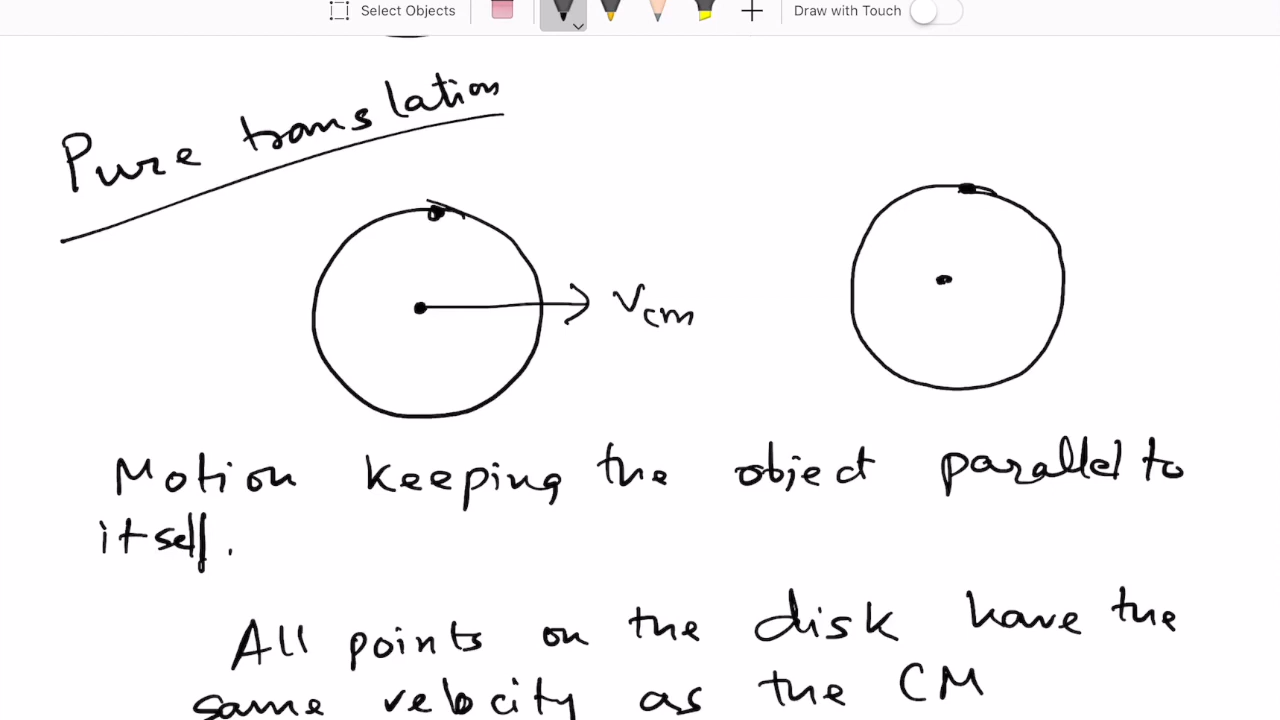 Select Objects
Draw with Touch
Pure translation
Vcm
Motion keeping the object parallel to
itself.
All points on the disk have the
same velocity as the CM